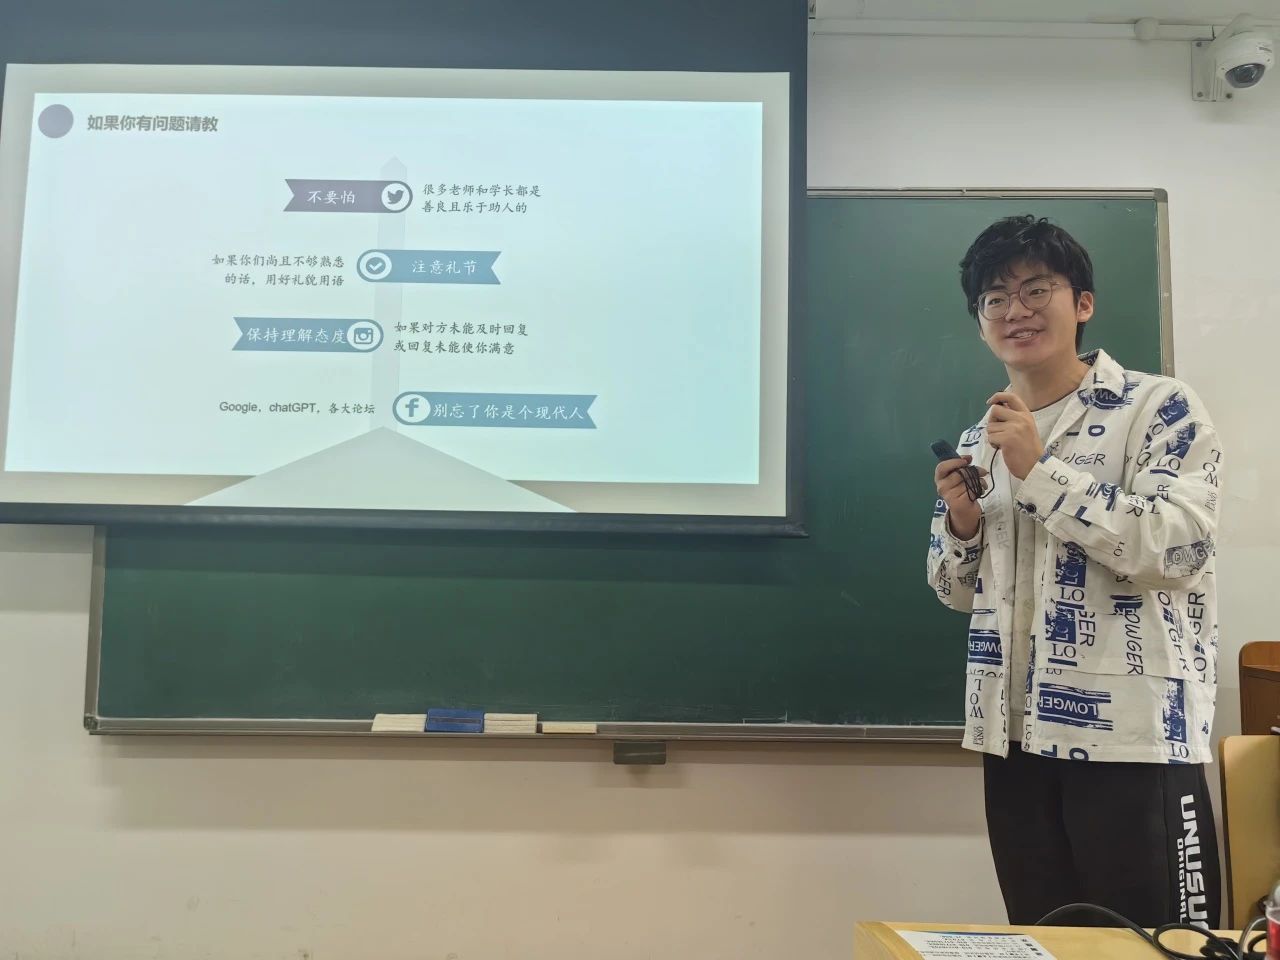 如果你有问题请教
不要怕
很多老师和学长都是
善良且乐于助人的
如果你们尚且不够熟悉
的话，用好礼貌用语
注意礼节
保持理解态度
如果对方未能及时回复
或回复未能使你满意
Google，chatGPT，各大论坛
别忘了你是个现代人
LOWGER
LOWGER
LOWGER
UNUSU
ORIGINAL